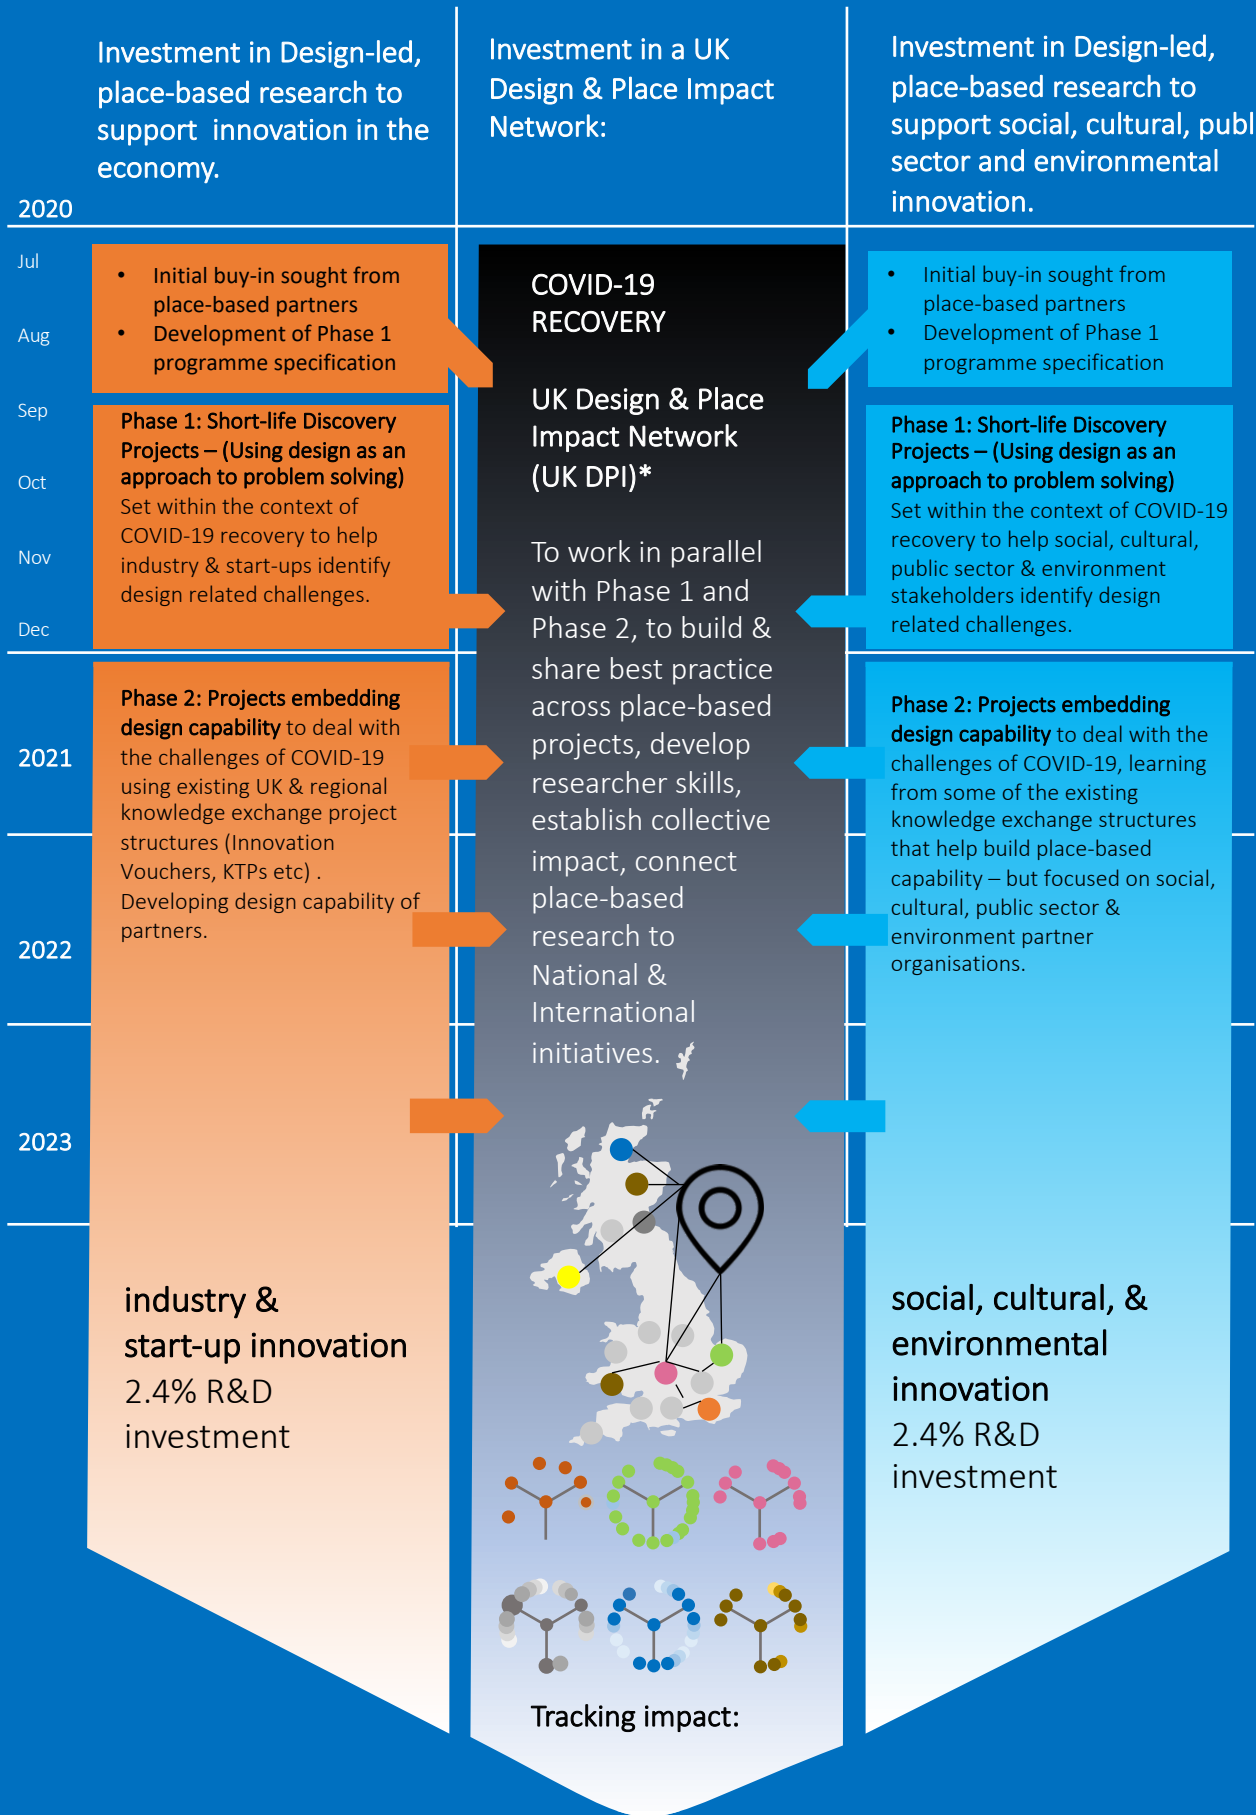 Investment in Design-led,
place-based research to
support innovation in the
economy.
Investment in a UK
Design & Place Impact
Network:
Investment in Design-led,
place-based research to
support social, cultural, publ
sector and environmental
innovation.
2020
Jul
Aug
Sep
Oct
Nov
Dec
2021
2022
2023
• Initial buy-in sought from
place-based partners
• Development of Phase 1
programme specification
Phase 1: Short-life Discovery
Projects – (Using design as an
approach to problem solving)
Set within the context of
COVID-19 recovery to help
industry & start-ups identify
design related challenges.
Phase 2: Projects embedding
design capability to deal with
the challenges of COVID-19
using existing UK & regional
knowledge exchange project
structures (Innovation
Vouchers, KTPs etc) .
Developing design capability of
partners.
industry &
start-up innovation
2.4% R&D
investment
COVID-19
RECOVERY
UK Design & Place
Impact Network
(UK DPI)*
To work in parallel
with Phase 1 and
Phase 2, to build &
share best practice
across place-based
projects, develop
researcher skills,
establish collective
impact, connect
place-based
research to
National &
International
initiatives.
Tracking impact:
• Initial buy-in sought from
place-based partners
• Development of Phase 1
programme specification
Phase 1: Short-life Discovery
Projects – (Using design as an
approach to problem solving)
Set within the context of COVID-19
recovery to help social, cultural,
public sector & environment
stakeholders identify design
related challenges.
Phase 2: Projects embedding
design capability to deal with the
challenges of COVID-19, learning
from some of the existing
knowledge exchange structures
that help build place-based
capability – but focused on social,
cultural, public sector &
environment partner
organisations.
social, cultural, &
environmental
innovation
2.4% R&D
investment